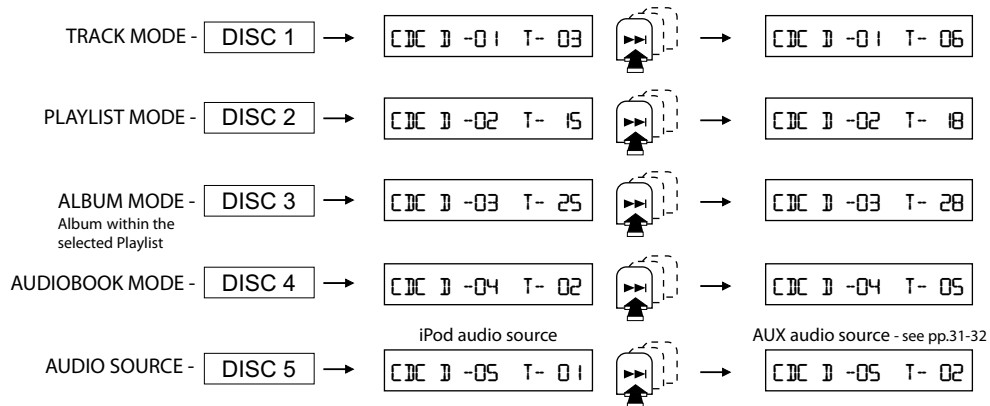 TRACK MODE - DISC 1 CDC D -01 T- 03 CDC D -01 T- 06
PLAYLIST MODE - DISC 2 CDC D -02 T- 15 CDC D -02 T- 18
ALBUM MODE - DISC 3 CDC D -03 T- 25 CDC D -03 T- 28
Album within the
selected Playlist
AUDIOBOOK MODE - DISC 4 CDC D -04 T- 02 CDC D -04 T- 05
iPod audio source AUX audio source - see pp.31-32
AUDIO SOURCE - DISC 5 CDC D -05 T- 01 CDC D -05 T- 02